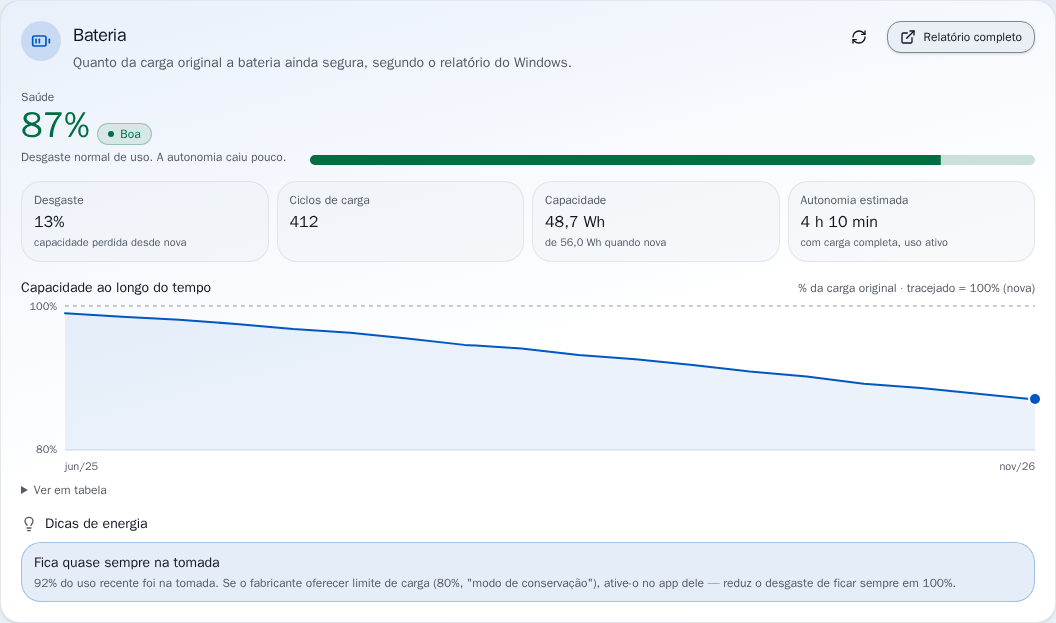 Bateria
Relatório completo
Quanto da carga original a bateria ainda segura, segundo o relatório do Windows.
Saúde
87% Boa
Desgaste normal de uso. A autonomia caiu pouco.
Desgaste
13%
capacidade perdida desde nova
Ciclos de carga
412
Capacidade
48,7 Wh
de 56,0 Wh quando nova
Autonomia estimada
4 h 10 min
com carga completa, uso ativo
Capacidade ao longo do tempo
% da carga original · tracejado = 100% (nova)
100%
80%
jun/25
nov/26
Ver em tabela
Dicas de energia
Fica quase sempre na tomada
92% do uso recente foi na tomada. Se o fabricante oferecer limite de carga (80%, "modo de conservação"), ative-o no app dele — reduz o desgaste de ficar sempre em 100%.